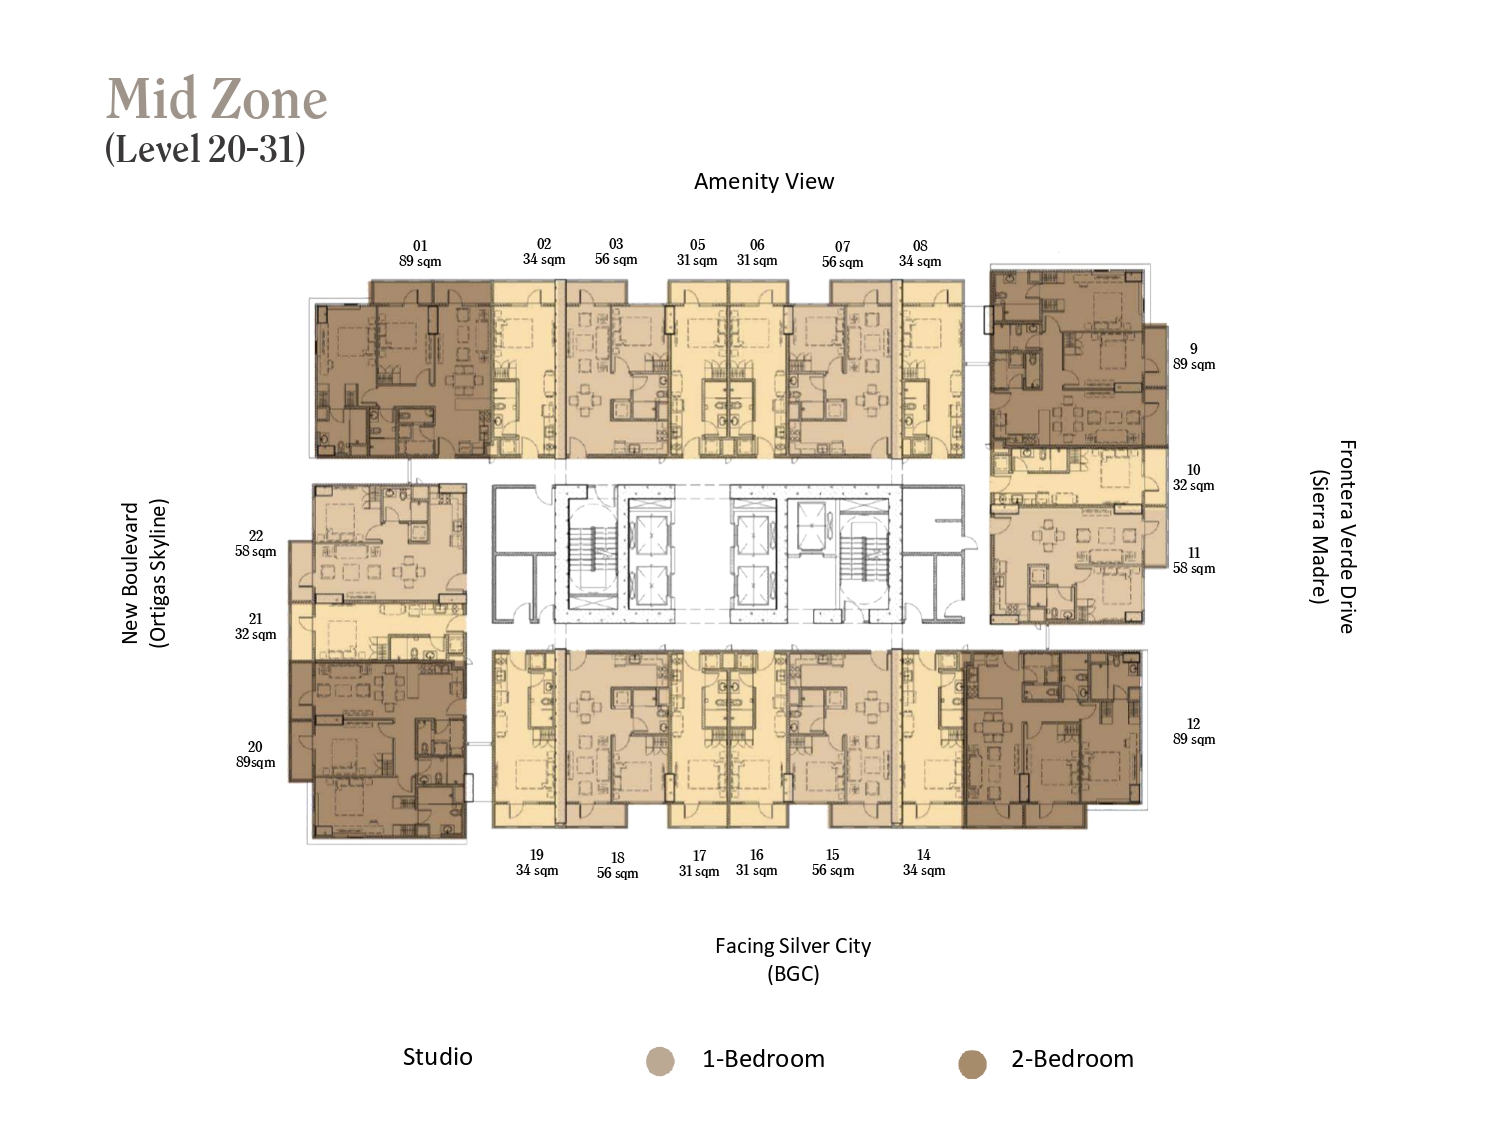 Mid Zone
(Level 20-31)
Amenity View
01
89 sqm
02
34 sqm
03
56 sqm
05
31 sqm
06
31 sqm
07
56 sqm
08
34 sqm
9
89 sqm
10
32 sqm
11
58 sqm
12
89 sqm
22
58 sqm
21
32 sqm
20
89sqm
New Boulevard
(Ortigas Skyline)
Frontera Verde Drive
(Sierra Madre)
19
34 sqm
18
56 sqm
17
31 sqm
16
31 sqm
15
56 sqm
14
34 sqm
Facing Silver City
(BGC)
Studio
1-Bedroom
2-Bedroom